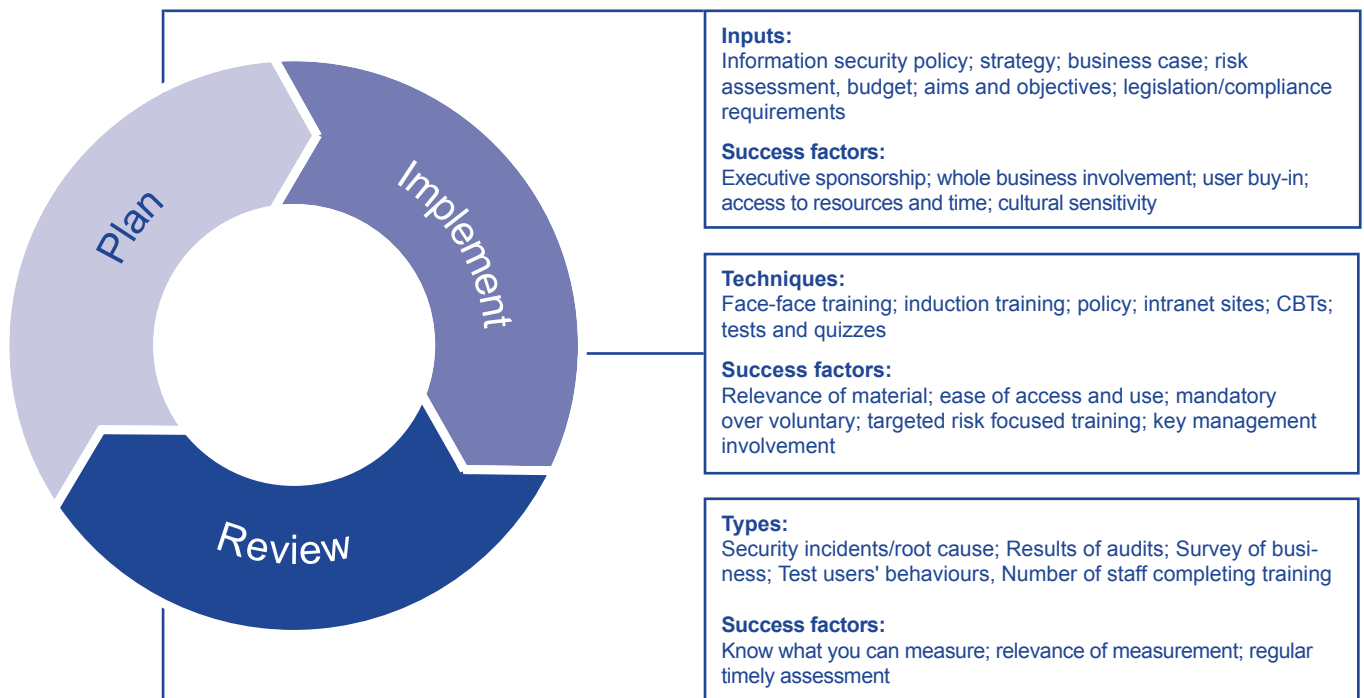 Plan
Implement
Review
Inputs:
Information security policy; strategy; business case; risk
assessment, budget; aims and objectives; legislation/compliance
requirements
Success factors:
Executive sponsorship; whole business involvement; user buy-in;
access to resources and time; cultural sensitivity
Techniques:
Face-face training; induction training; policy; intranet sites; CBTs;
tests and quizzes
Success factors:
Relevance of material; ease of access and use; mandatory
over voluntary; targeted risk focused training; key management
involvement
Types:
Security incidents/root cause; Results of audits; Survey of busi-
ness; Test users' behaviours, Number of staff completing training
Success factors:
Know what you can measure; relevance of measurement; regular
timely assessment